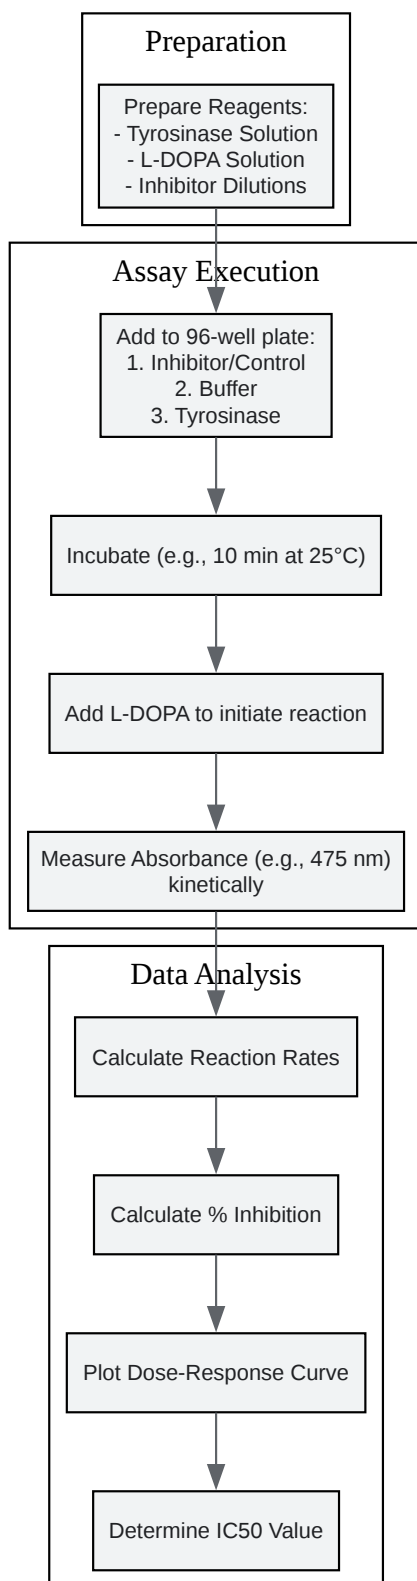 Preparation
Prepare Reagents:
- Tyrosinase Solution
- L-DOPA Solution
- Inhibitor Dilutions
Assay Execution
Add to 96-well plate:
1. Inhibitor/Control
2. Buffer
3. Tyrosinase
Incubate (e.g., 10 min at 25°C)
Add L-DOPA to initiate reaction
Measure Absorbance (e.g., 475 nm)
kinetically
Data Analysis
Calculate Reaction Rates
Calculate % Inhibition
Plot Dose-Response Curve
Determine IC50 Value